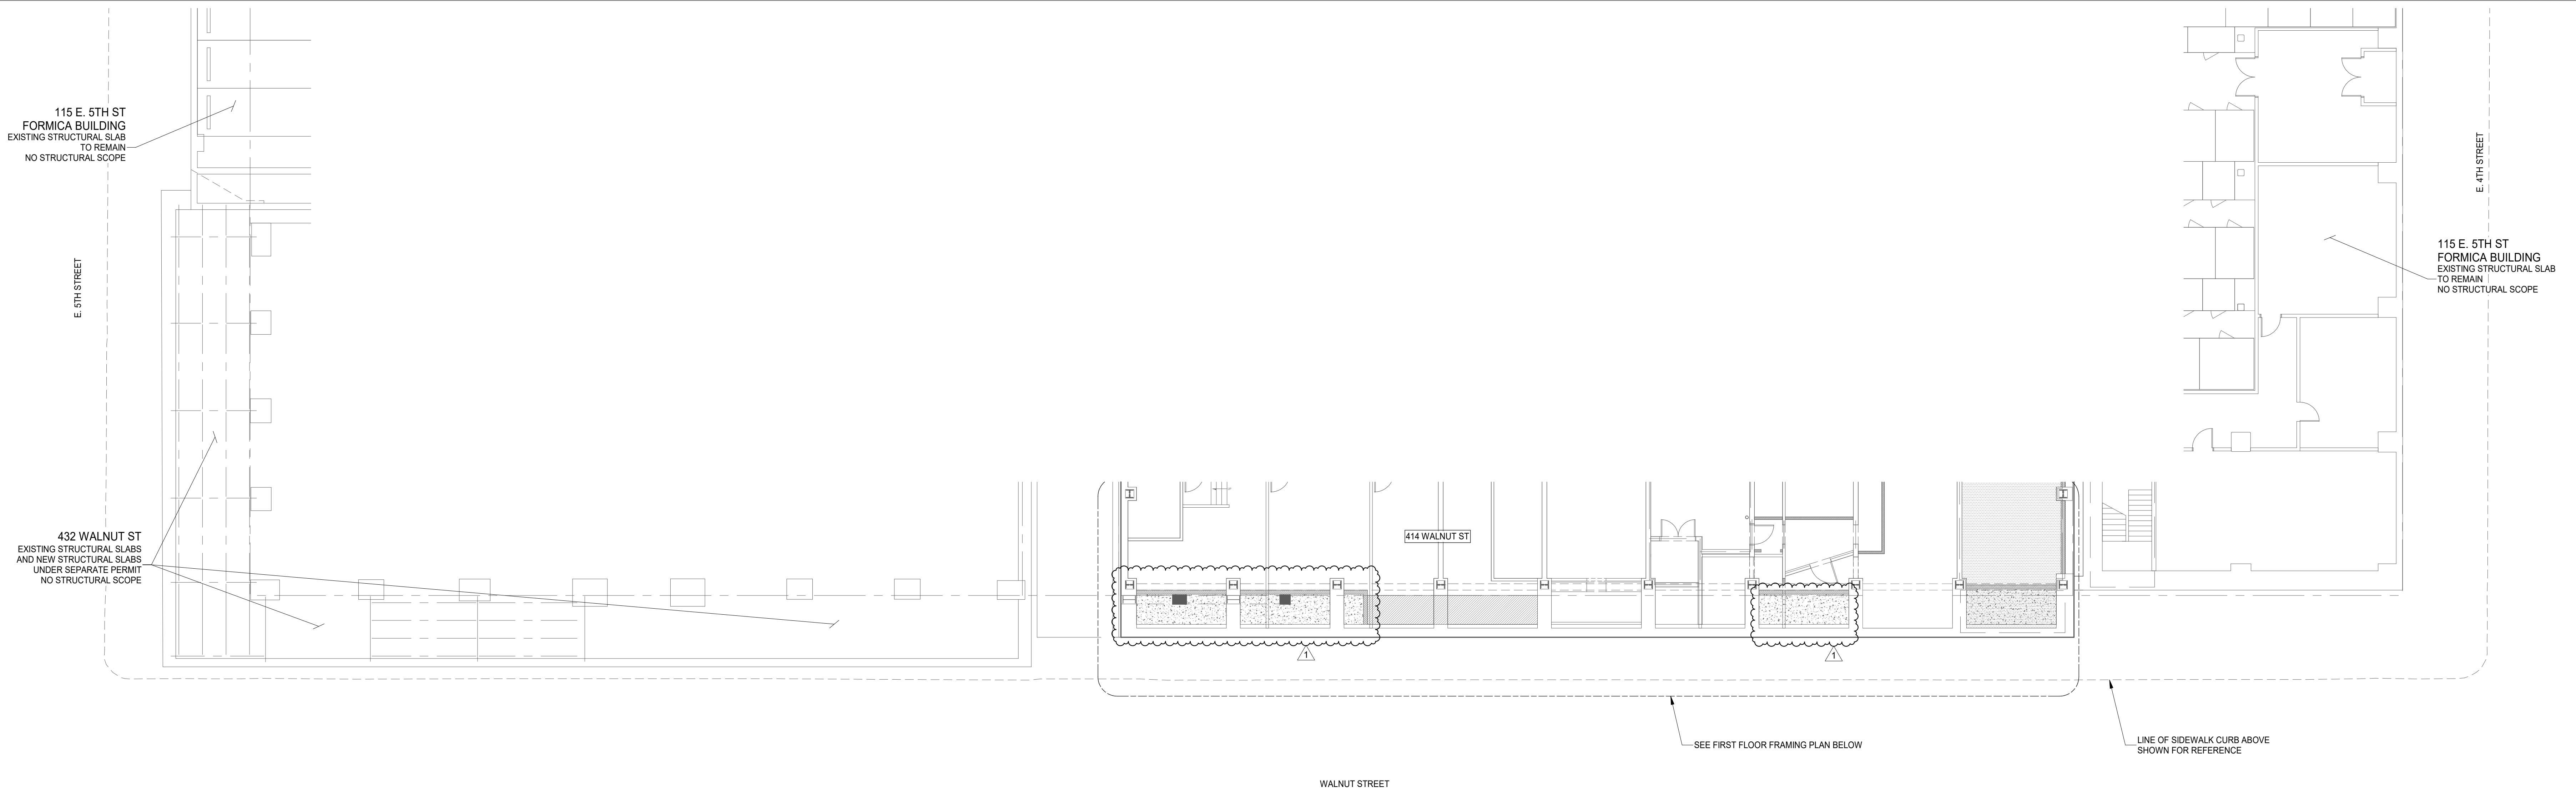 115 E. 5TH ST
FORMICA BUILDING
EXISTING STRUCTURAL SLAB
TO REMAIN
NO STRUCTURAL SCOPE
E. 5TH STREET
432 WALNUT ST
EXISTING STRUCTURAL SLABS
AND NEW STRUCTURAL SLABS
UNDER SEPARATE PERMIT
NO STRUCTURAL SCOPE
414 WALNUT ST
1
1
E. 4TH STREET
115 E. 5TH ST
FORMICA BUILDING
EXISTING STRUCTURAL SLAB
TO REMAIN
NO STRUCTURAL SCOPE
SEE FIRST FLOOR FRAMING PLAN BELOW
LINE OF SIDEWALK CURB ABOVE
SHOWN FOR REFERENCE
WALNUT STREET